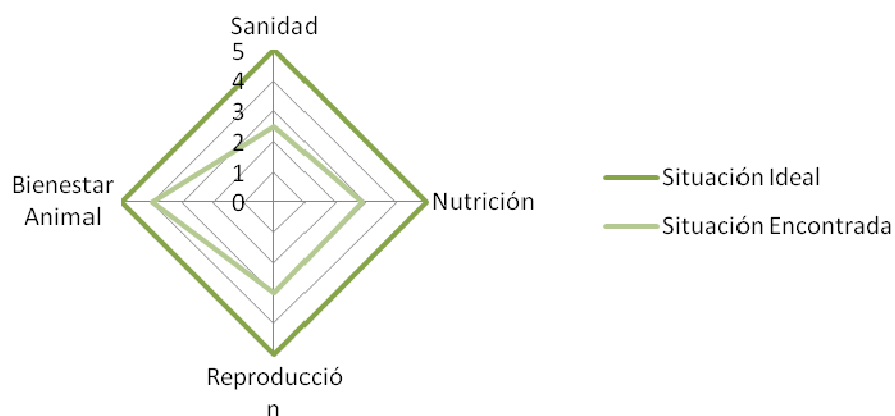 Sanidad
5
4
3
2
1
0
Bienestar
Animal
Nutrición
Reproducció
n
Situación Ideal
Situación Encontrada